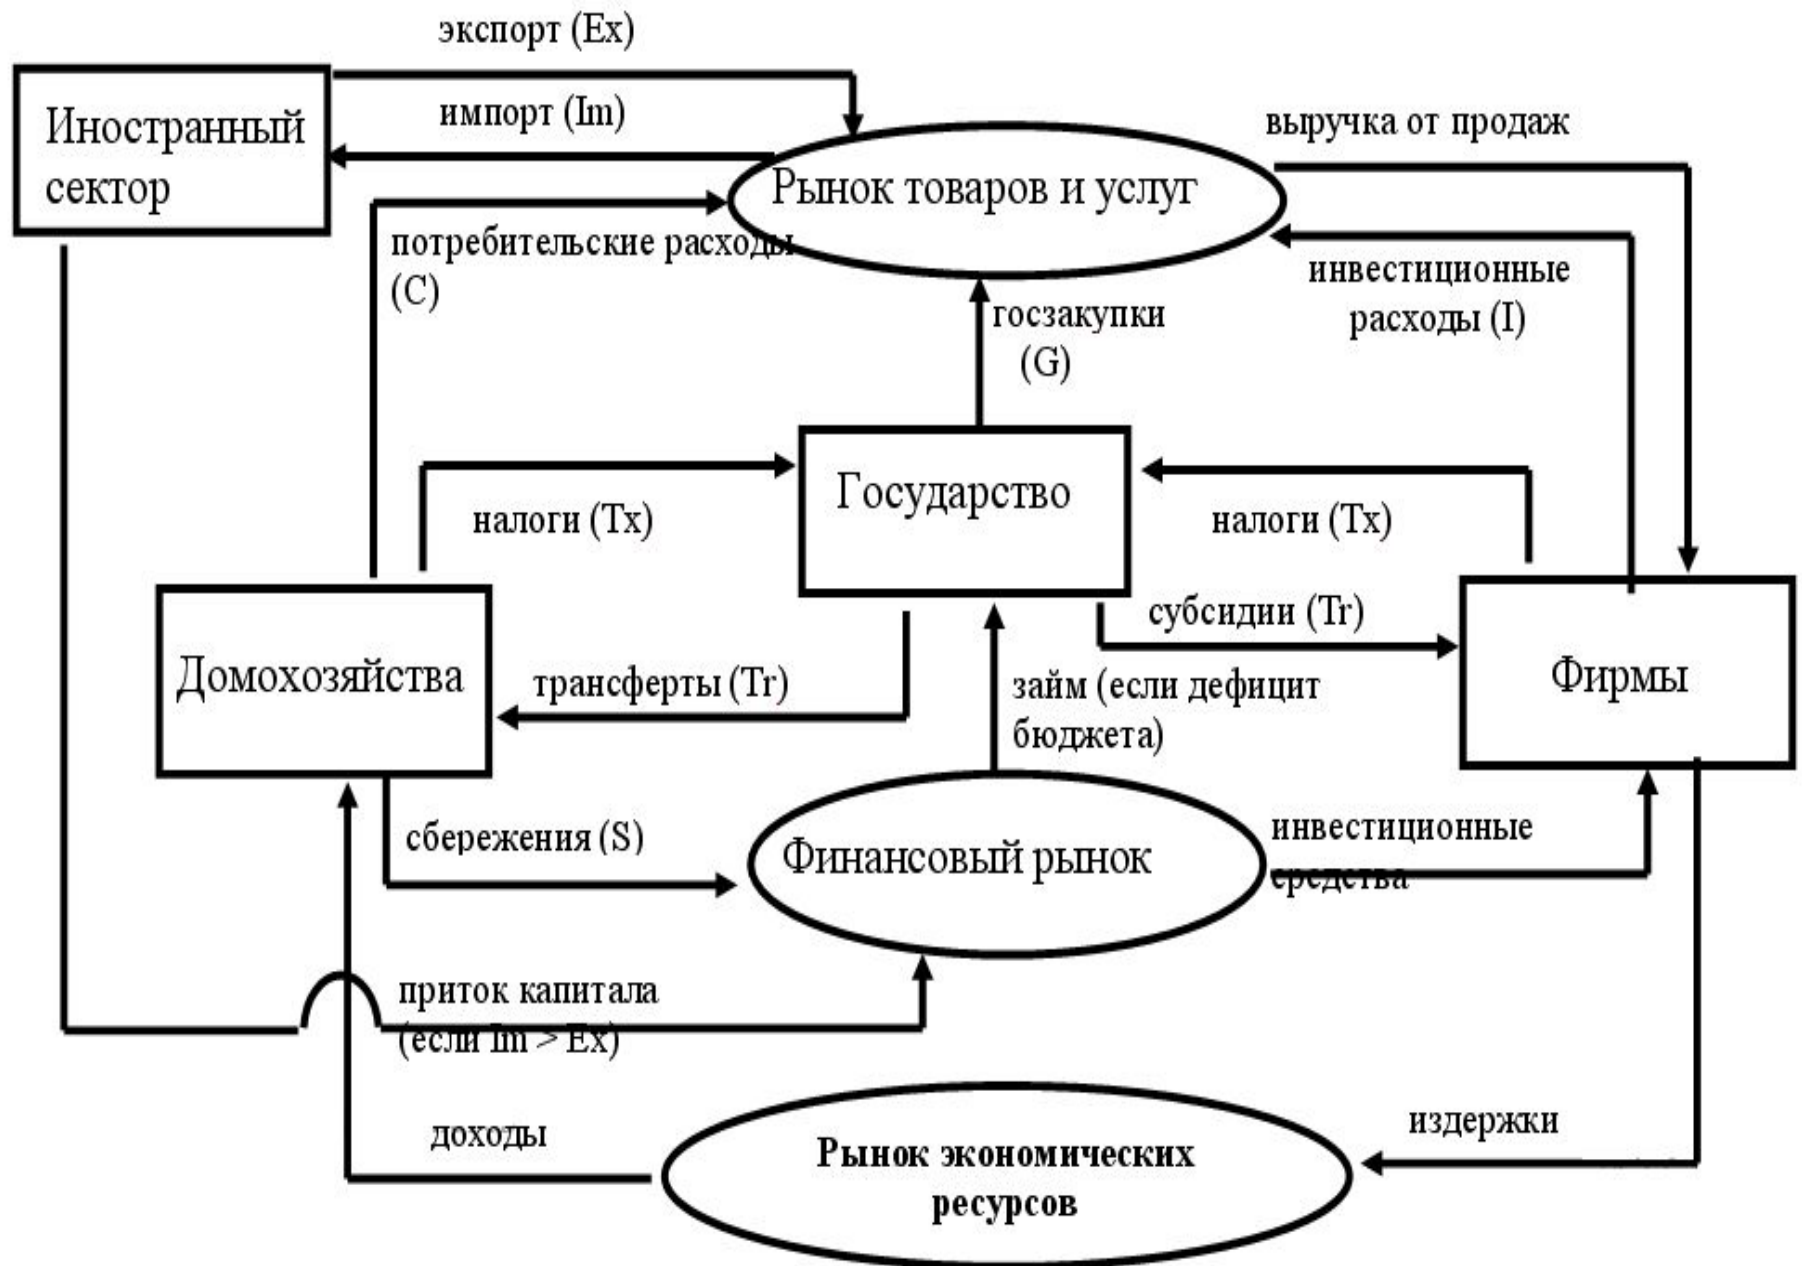 экспорт (Ex)
Иностранный
сектор
импорт (Im)
выручка от продаж
Рынок товаров и услуг
потребительские расходы
(C)
инвестиционные
расходы (I)
госзакупки
(G)
Государство
налоги (Tx)
налоги (Tx)
субсидии (Tr)
Домохозяйства
трансферты (Tr)
займ (если дефицит
бюджета)
Фирмы
сбережения (S)
Финансовый рынок
инвестиционные
средства
приток капитала
(если Im > Ex)
доходы
издержки
Рынок экономических
ресурсов